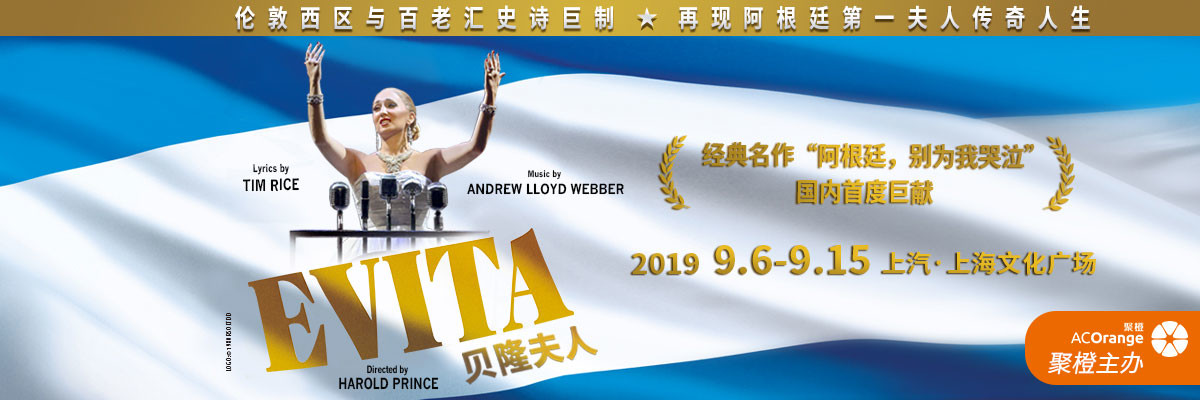 伦敦西区与百老汇史诗巨制 ★ 再现阿根廷第一夫人传奇人生
Lyrics by
TIM RICE
Music by
ANDREW LLOYD WEBBER
经典名作“阿根廷，别为我哭泣”
国内首度巨献
2019 9.6-9.15 上汽·上海文化广场
EVITA
贝隆夫人
Directed by
HAROLD PRINCE
聚橙
ACOrange
聚橙主办